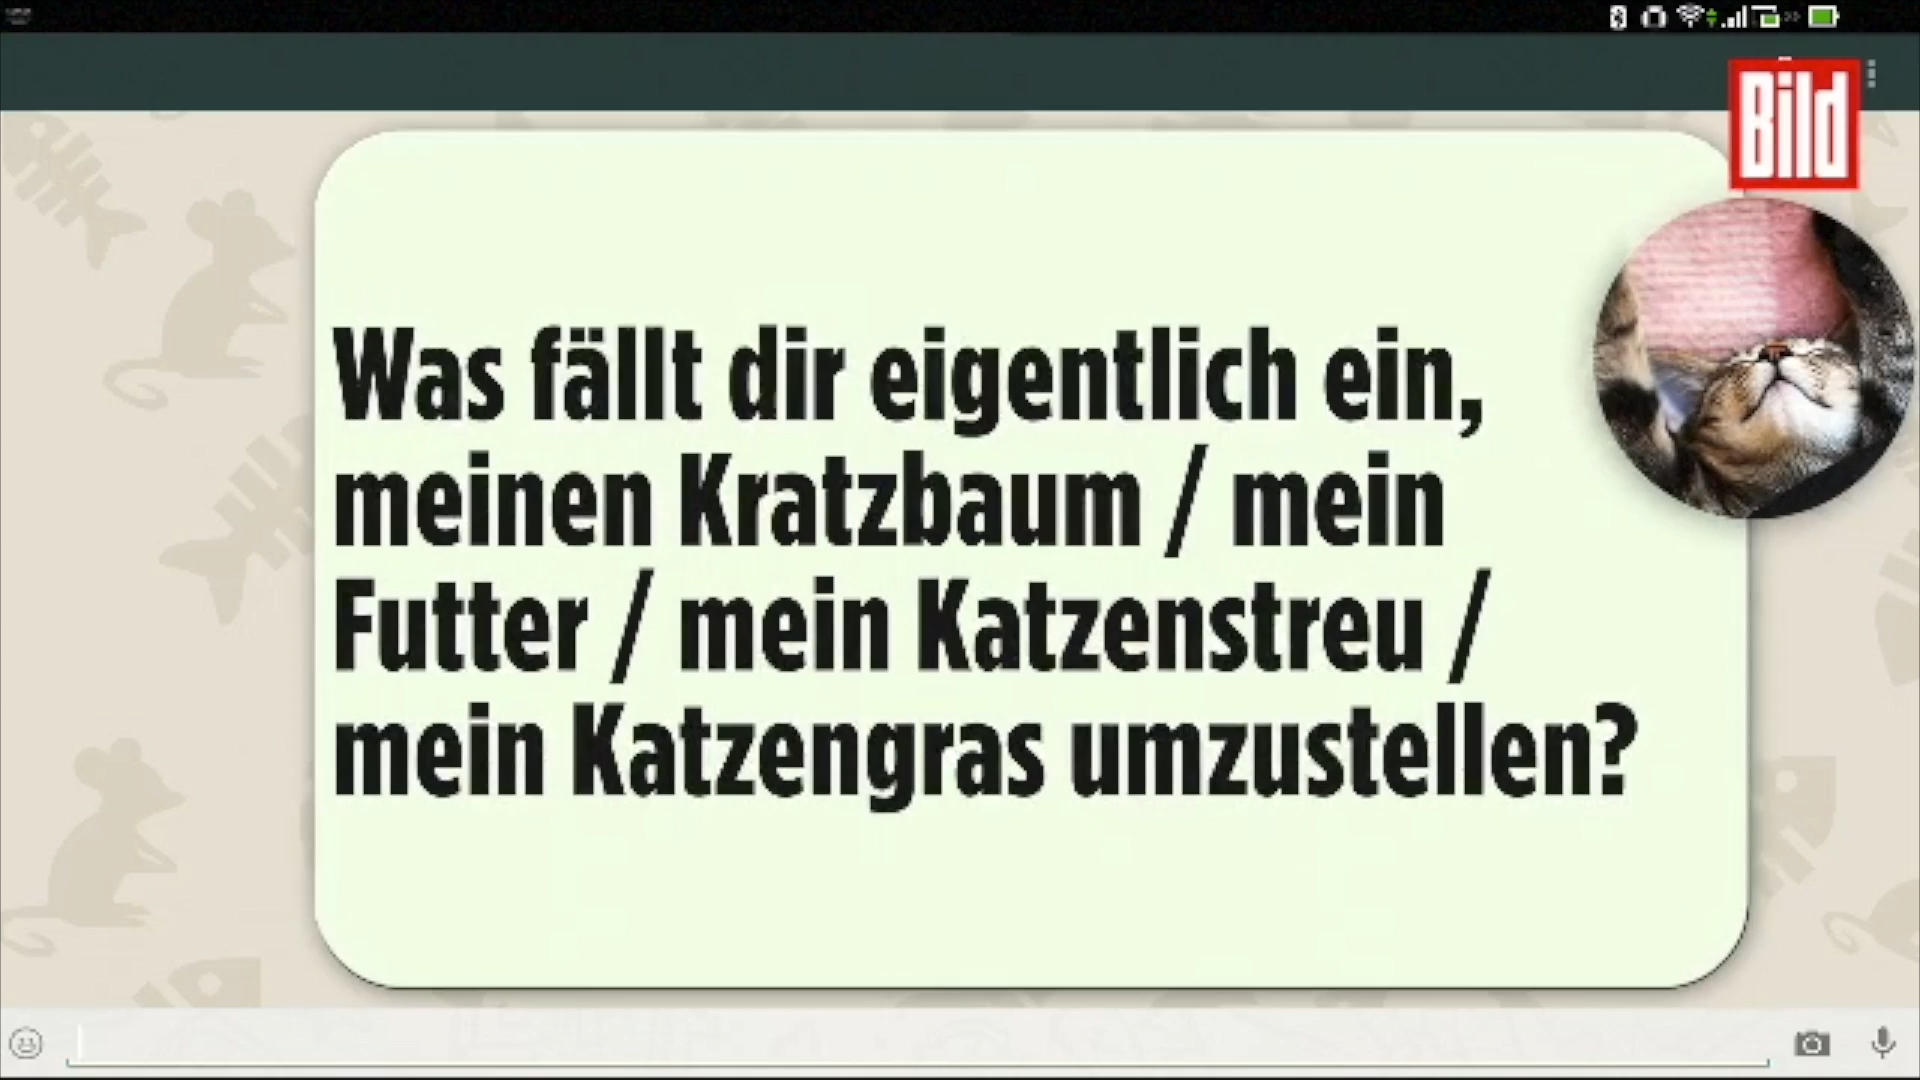 Bild
Was fällt dir eigentlich ein,
meinen Kratzbaum / mein
Futter / mein Katzenstreu /
mein Katzengras umzustellen?